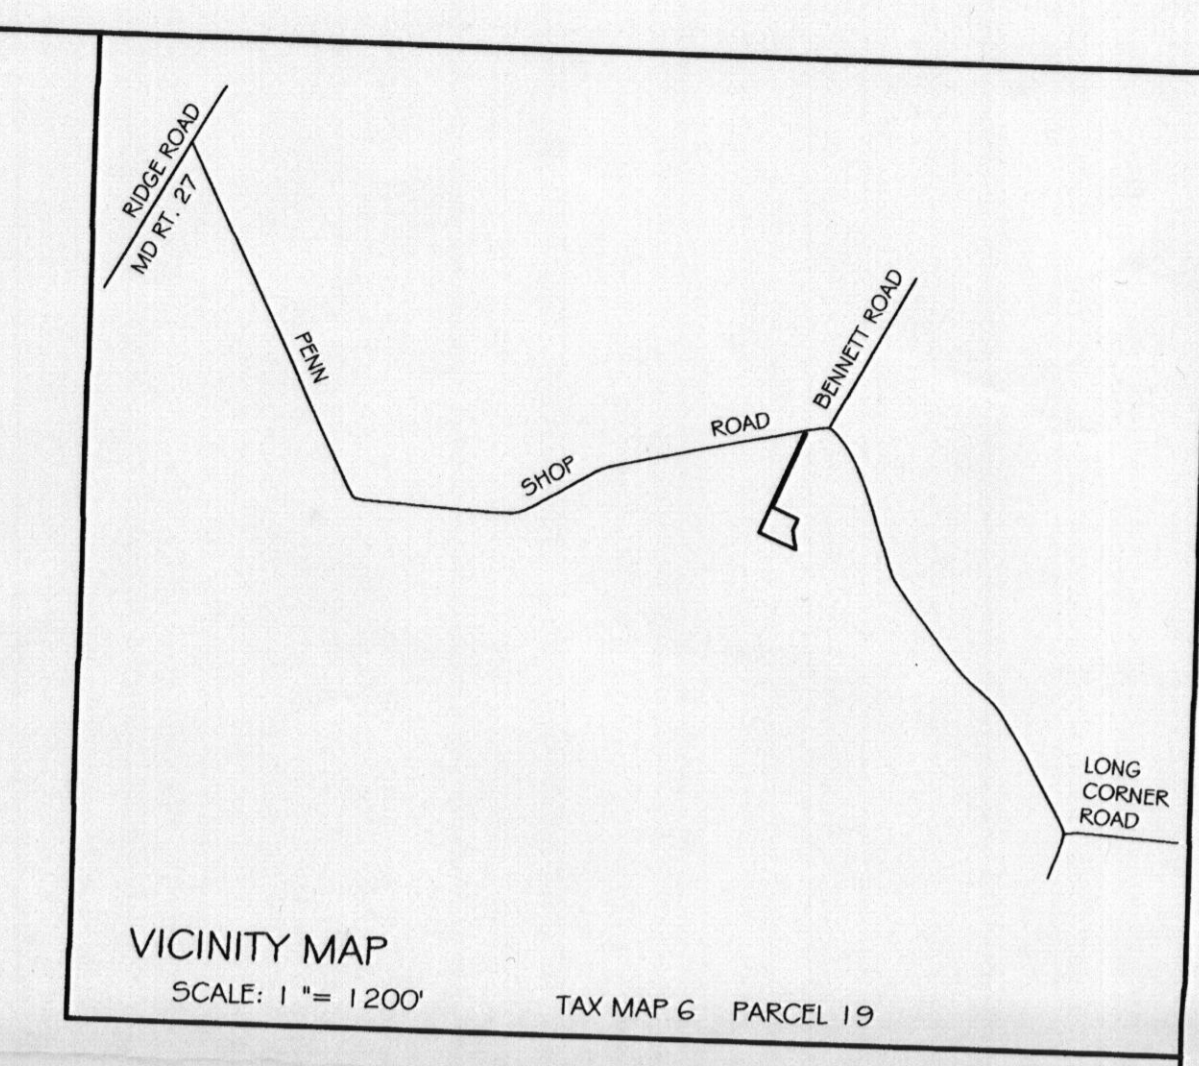 RIDGE ROAD
MD RT. 27
PENN
SHOP
ROAD
BENNETT ROAD
LONG
CORNER
ROAD
VICINITY MAP
SCALE: 1 "= 1200'
TAX MAP 6 PARCEL 19